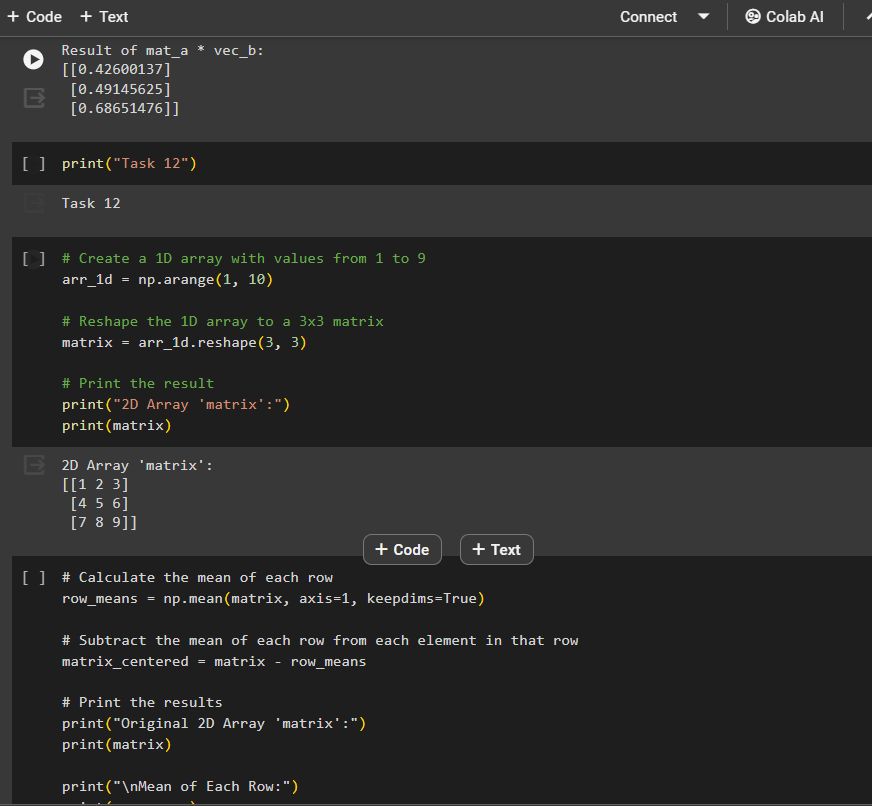 + Code + Text Connect Colab AI
Result of mat_a * vec_b:
[[0.42600137]
 [0.49145625]
 [0.68651476]]
[ ] print("Task 12")
Task 12
[ ] # Create a 1D array with values from 1 to 9
arr_1d = np.arange(1, 10)
# Reshape the 1D array to a 3x3 matrix
matrix = arr_1d.reshape(3, 3)
# Print the result
print("2D Array 'matrix':")
print(matrix)
2D Array 'matrix':
[[1 2 3]
 [4 5 6]
 [7 8 9]]
+ Code + Text
[ ] # Calculate the mean of each row
row_means = np.mean(matrix, axis=1, keepdims=True)
# Subtract the mean of each row from each element in that row
matrix_centered = matrix - row_means
# Print the results
print("Original 2D Array 'matrix':")
print(matrix)
print("\nMean of Each Row:")